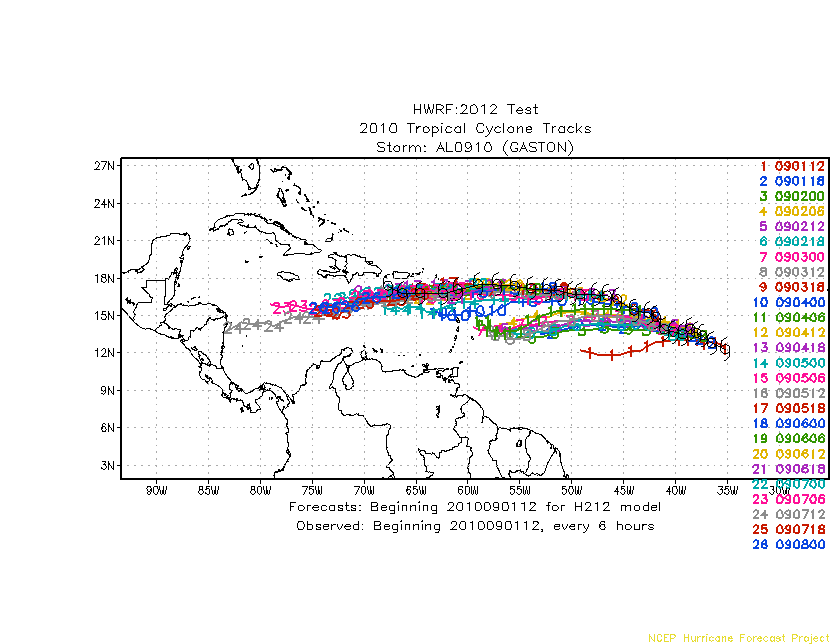 HWRF:2012 Test
2010 Tropical Cyclone Tracks
Storm: AL0910 (GASTON)
27N
24N
21N
18N
15N
12N
9N
6N
3N
90W 85W 80W 75W 70W 65W 60W 55W 50W 45W 40W 35W 30W
1 090112
2 090118
3 090200
4 090206
5 090212
6 090218
7 090300
8 090312
9 090318
10 090400
11 090406
12 090412
13 090418
14 090500
15 090506
16 090512
17 090518
18 090600
19 090606
20 090612
21 090618
22 090700
23 090706
24 090712
25 090718
26 090800
Forecasts: Beginning 2010090112 for H212 model
Observed: Beginning 2010090112, every 6 hours
NCEP Hurricane Forecast Project